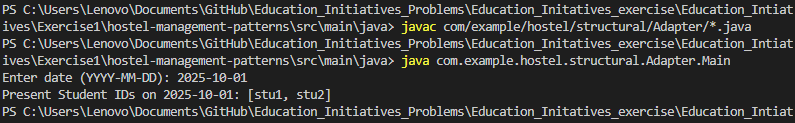 PS C:\Users\Lenovo\Documents\GitHub\Education_Initiatives_Problems\Education_Initatives_exercise\Education_Intiat
ives\Exercise1\hostel-management-patterns\src\main\java> javac com/example/hostel/structural/Adapter/*.java
PS C:\Users\Lenovo\Documents\GitHub\Education_Initiatives_Problems\Education_Initatives_exercise\Education_Intiat
ives\Exercise1\hostel-management-patterns\src\main\java> java com.example.hostel.structural.Adapter.Main
Enter date (YYYY-MM-DD): 2025-10-01
Present Student IDs on 2025-10-01: [stu1, stu2]
PS C:\Users\Lenovo\Documents\GitHub\Education_Initiatives_Problems\Education_Initatives_exercise\Education_Intiat